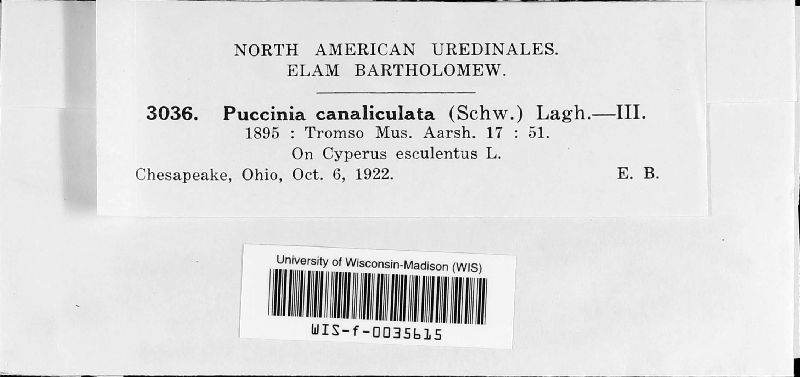 NORTH AMERICAN UREDINALES.
ELAM BARTHOLOMEW.
3036. Puccinia canaliculata (Schw.) Lagh.—III.
1895 : Tromso Mus. Aarsh. 17 : 51.
On Cyperus esculentus L.
Chesapeake, Ohio, Oct. 6, 1922. E. B.
University of Wisconsin-Madison (WIS)
WIS-f-0035615